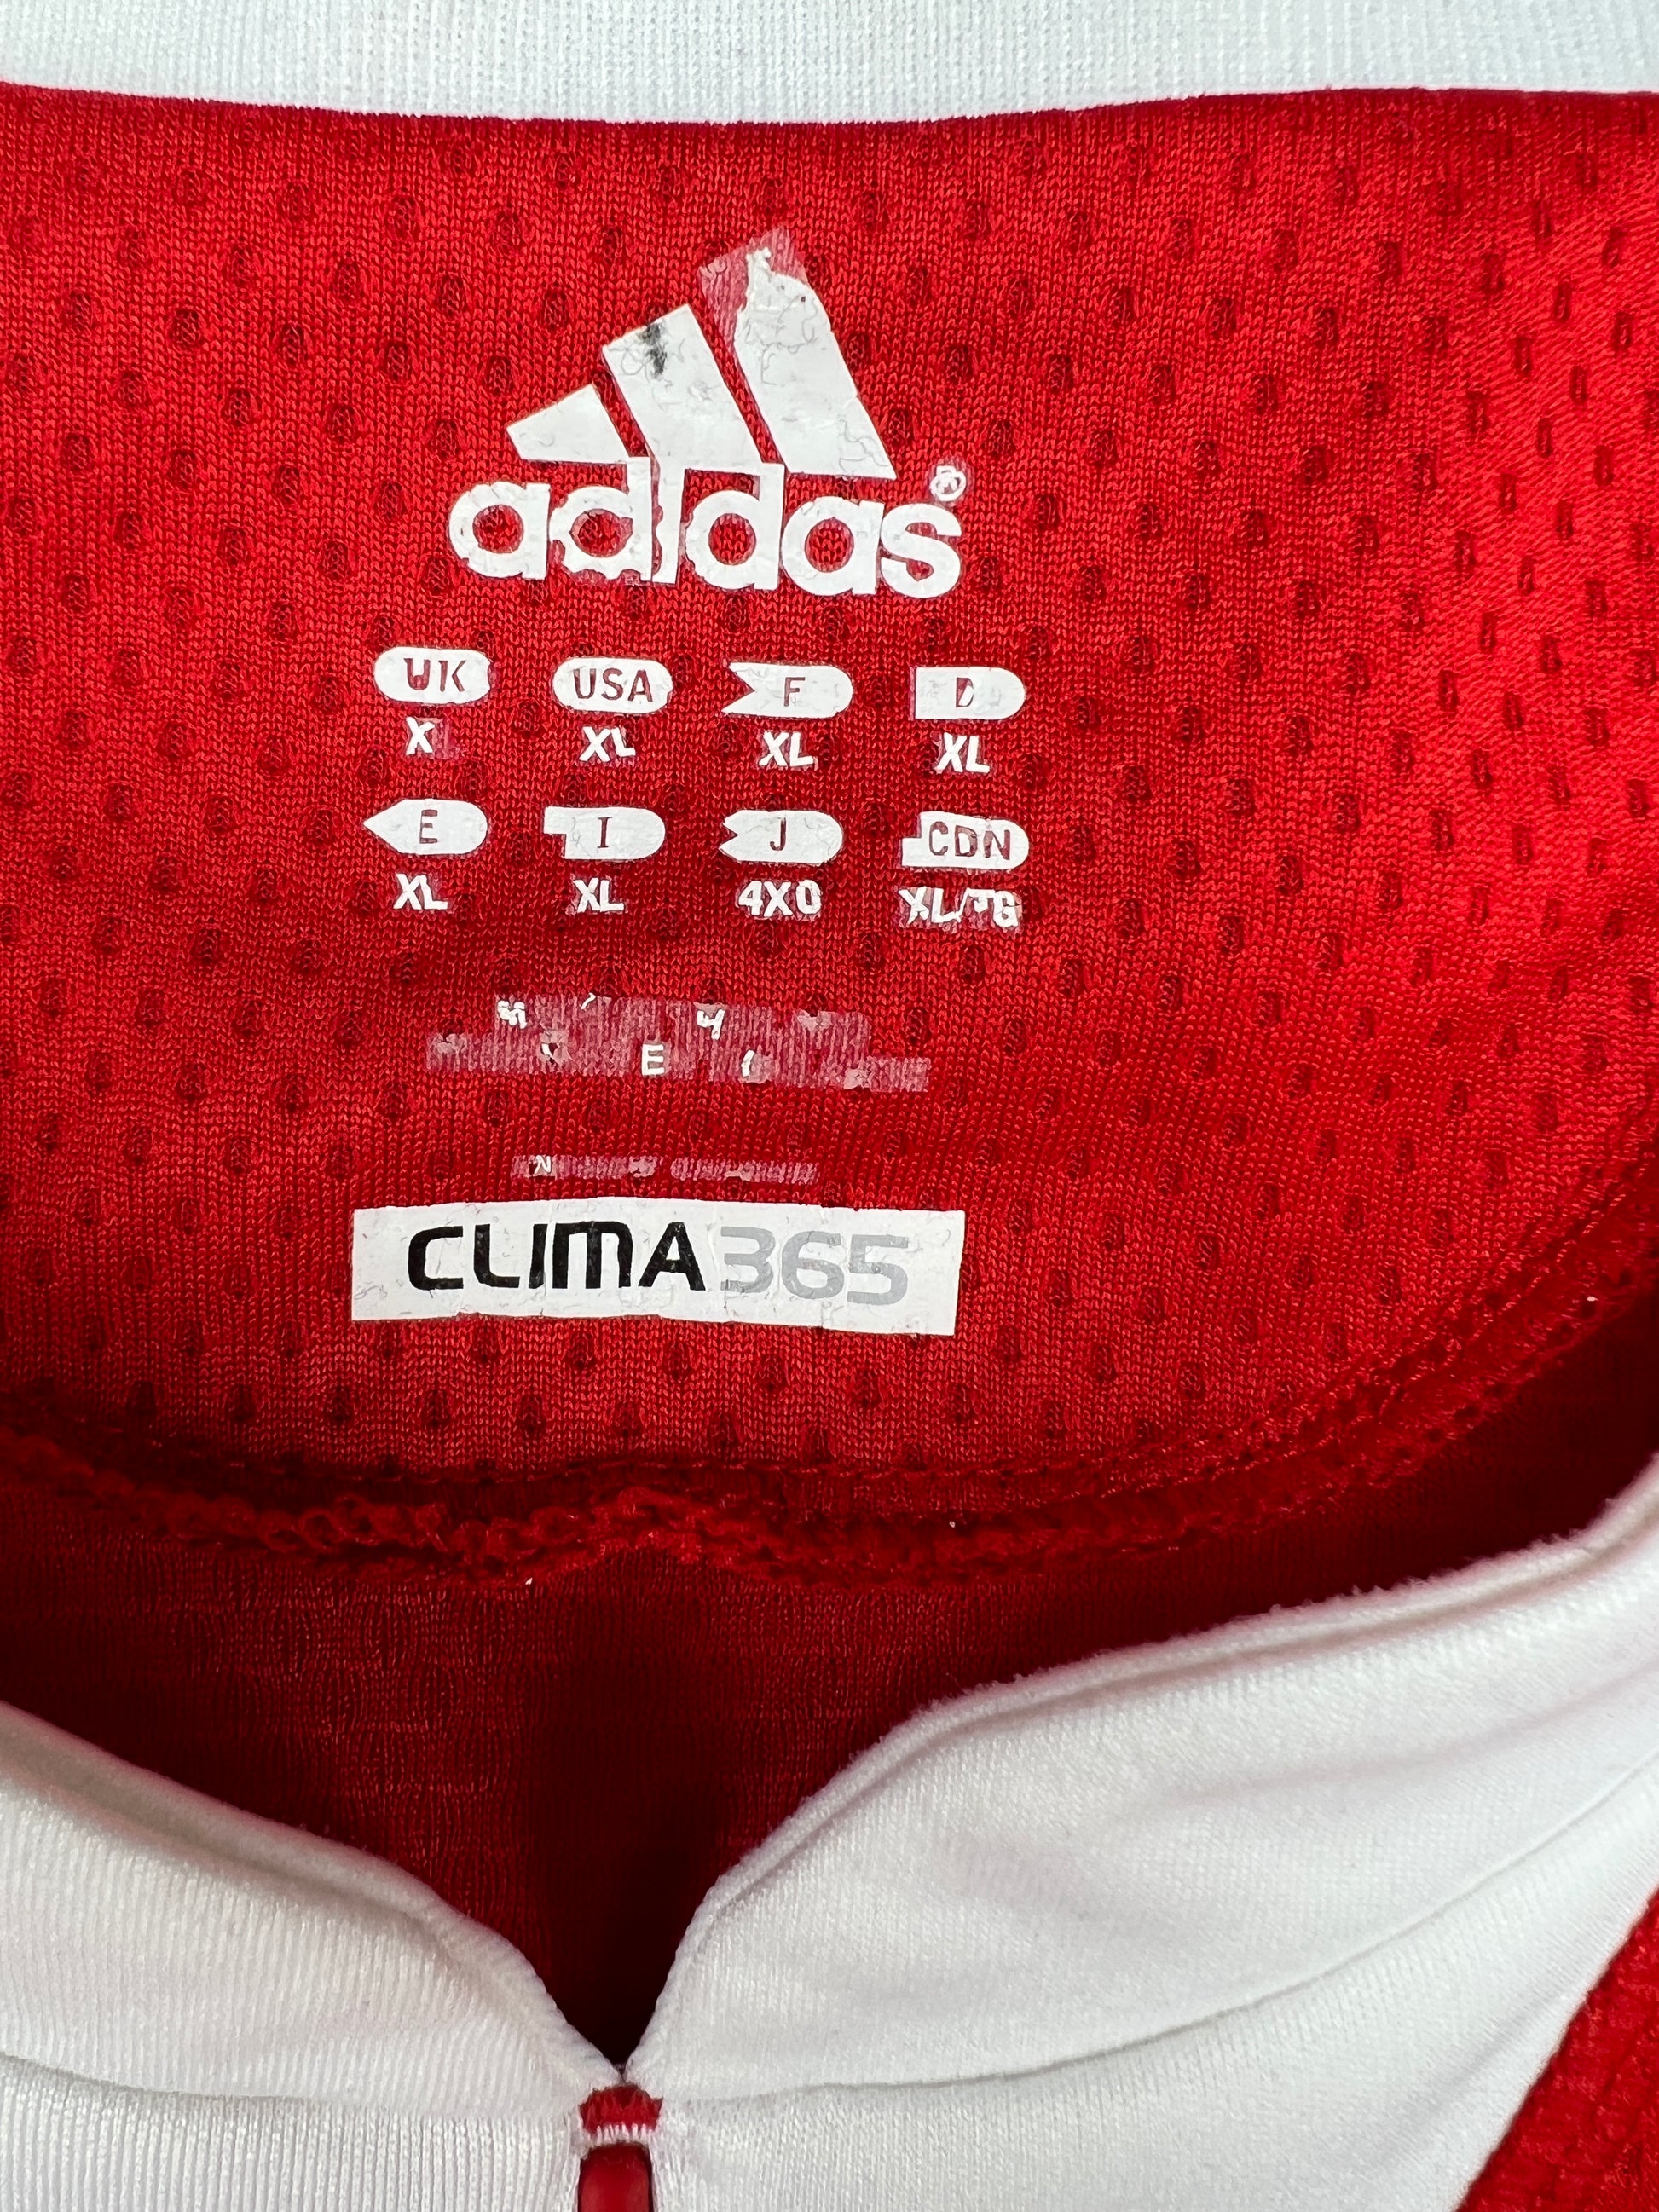 adidas®
UK USA F D
X XL XL XL
E I J CDN
XL XL 4XO XL/TG
CLIMA365